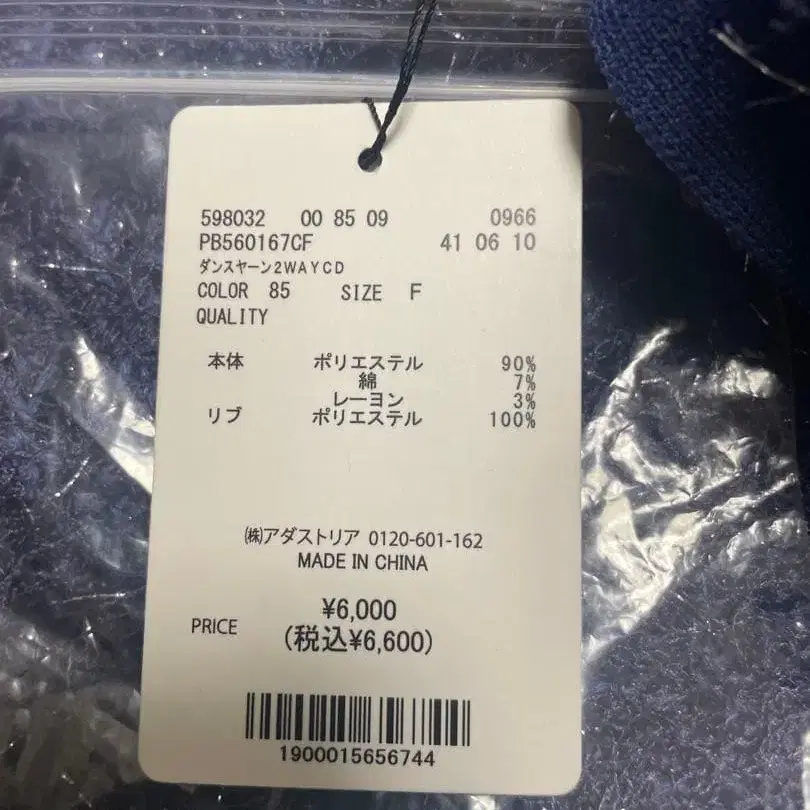 598032 00 85 09 0966
PB560167CF 41 06 10
ダンスヤーン2WAYCD
COLOR 85 SIZE F
QUALITY
本体 ポリエステル 90%
綿 7%
レーヨン 3%
リブ ポリエステル 100%
㈱アダストリア 0120-601-162
MADE IN CHINA
PRICE ¥6,000
(税込¥6,600)
1900015656744